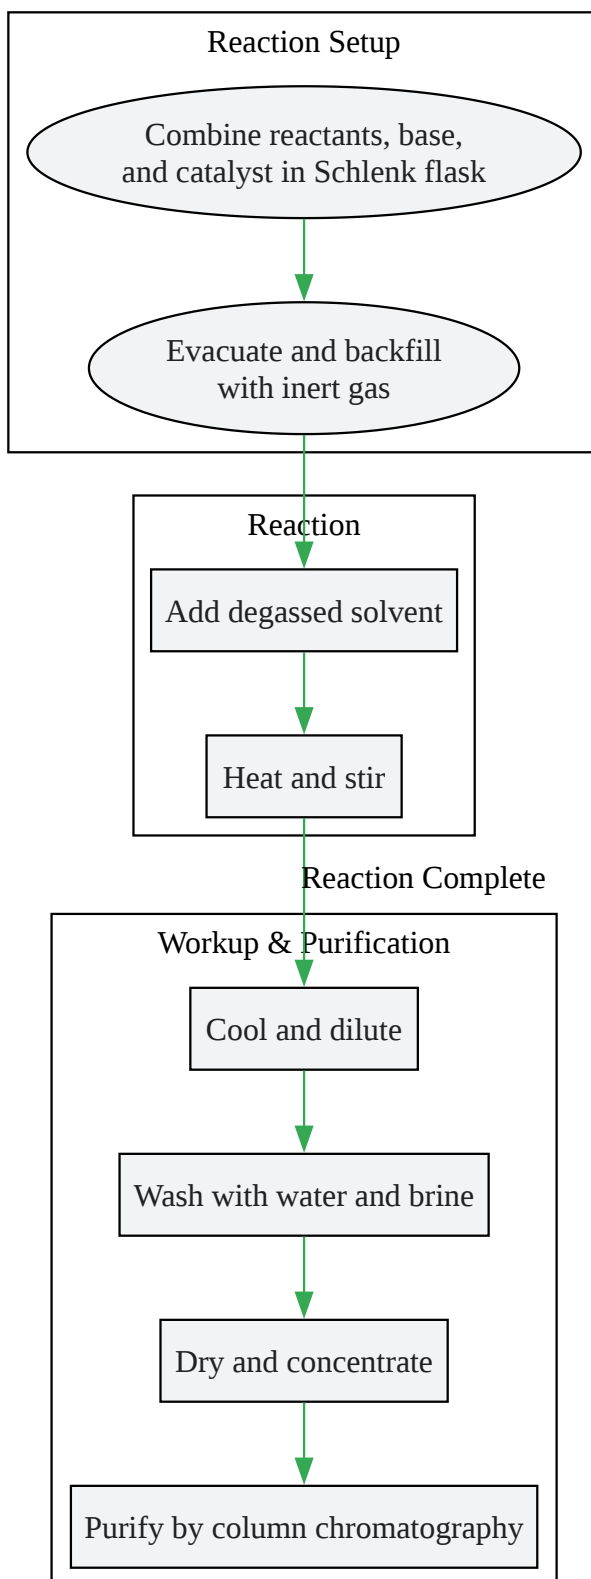 Reaction Setup
Combine reactants, base,
and catalyst in Schlenk flask
Evacuate and backfill
with inert gas
Reaction
Add degassed solvent
Heat and stir
Reaction Complete
Workup & Purification
Cool and dilute
Wash with water and brine
Dry and concentrate
Purify by column chromatography